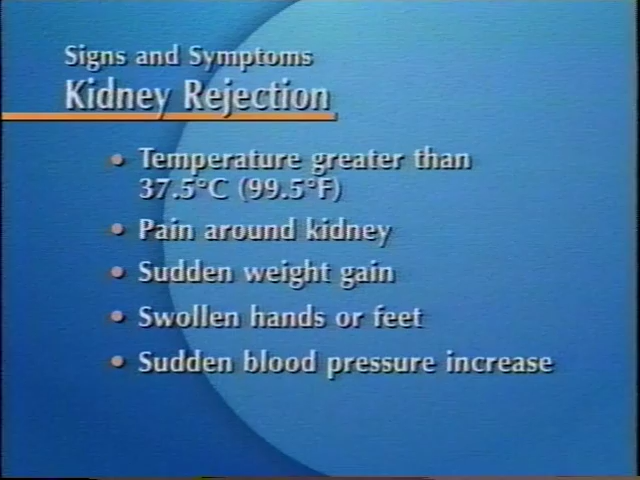 Signs and Symptoms
Kidney Rejection
• Temperature greater than
37.5°C (99.5°F)
• Pain around kidney
• Sudden weight gain
• Swollen hands or feet
• Sudden blood pressure increase